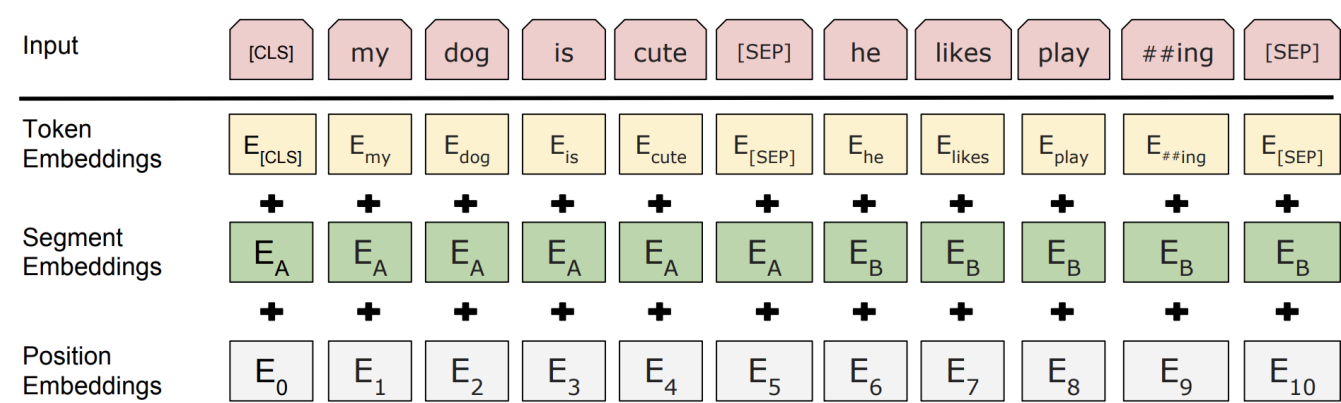 Input [CLS] my dog is cute [SEP] he likes play ##ing [SEP]
Token Embeddings E[CLS] Emy Edog Eis Ecute E[SEP] Ehe Elikes Eplay E##ing E[SEP]
+ + + + + + + + + + +
Segment Embeddings EA EA EA EA EA EA EB EB EB EB EB
+ + + + + + + + + + +
Position Embeddings E0 E1 E2 E3 E4 E5 E6 E7 E8 E9 E10